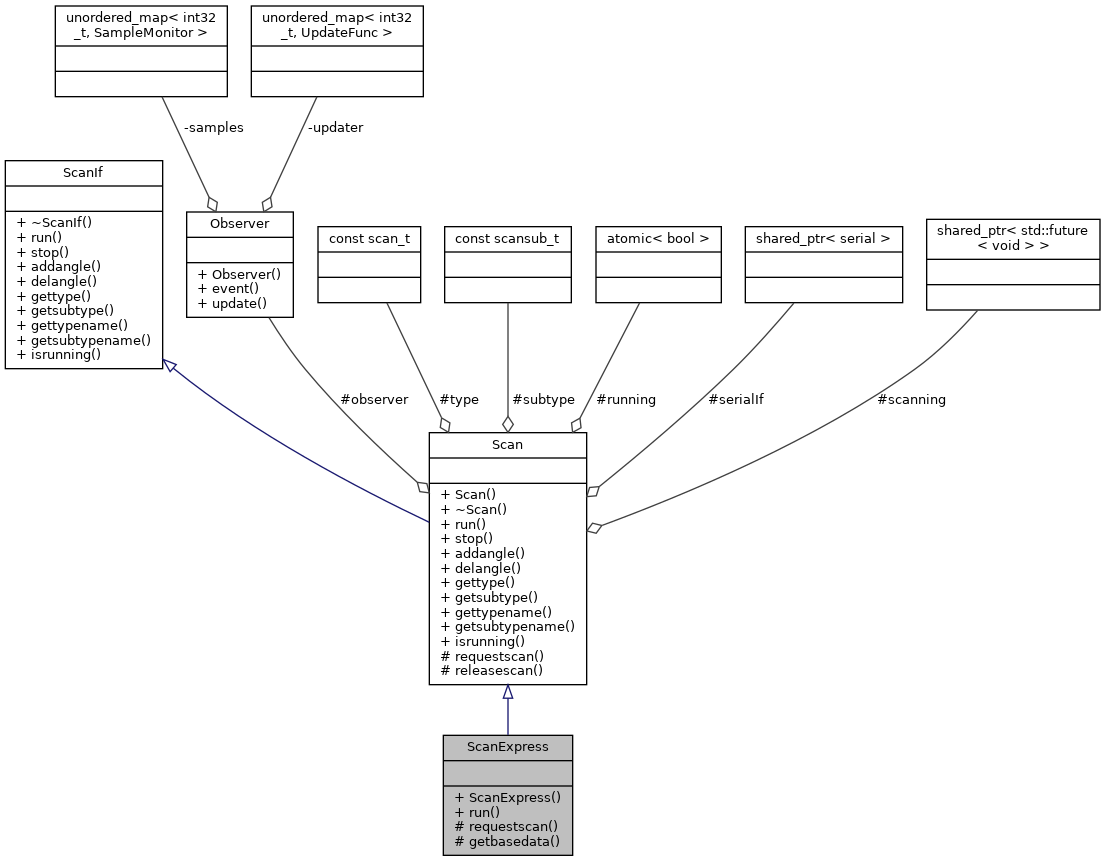 unordered_map< int32
_t, SampleMonitor >
unordered_map< int32
_t, UpdateFunc >
-samples
-updater
ScanIf
+ ~ScanIf()
+ run()
+ stop()
+ addangle()
+ delangle()
+ gettype()
+ getsubtype()
+ gettypename()
+ getsubtypename()
+ isrunning()
Observer
+ Observer()
+ event()
+ update()
const scan_t
const scansub_t
atomic< bool >
shared_ptr< serial >
shared_ptr< std::future
< void > >
#observer
#type
#subtype
#running
#serialIf
#scanning
Scan
+ Scan()
+ ~Scan()
+ run()
+ stop()
+ addangle()
+ delangle()
+ gettype()
+ getsubtype()
+ gettypename()
+ getsubtypename()
+ isrunning()
# requestscan()
# releasescan()
ScanExpress
+ ScanExpress()
+ run()
# requestscan()
# getbasedata()